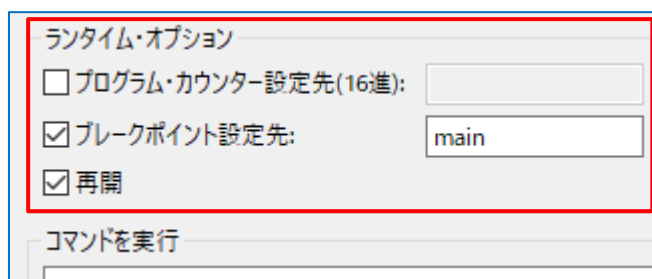 ランタイム・オプション
プログラム・カウンター設定先(16進):
ブレークポイント設定先: main
再開
コマンドを実行